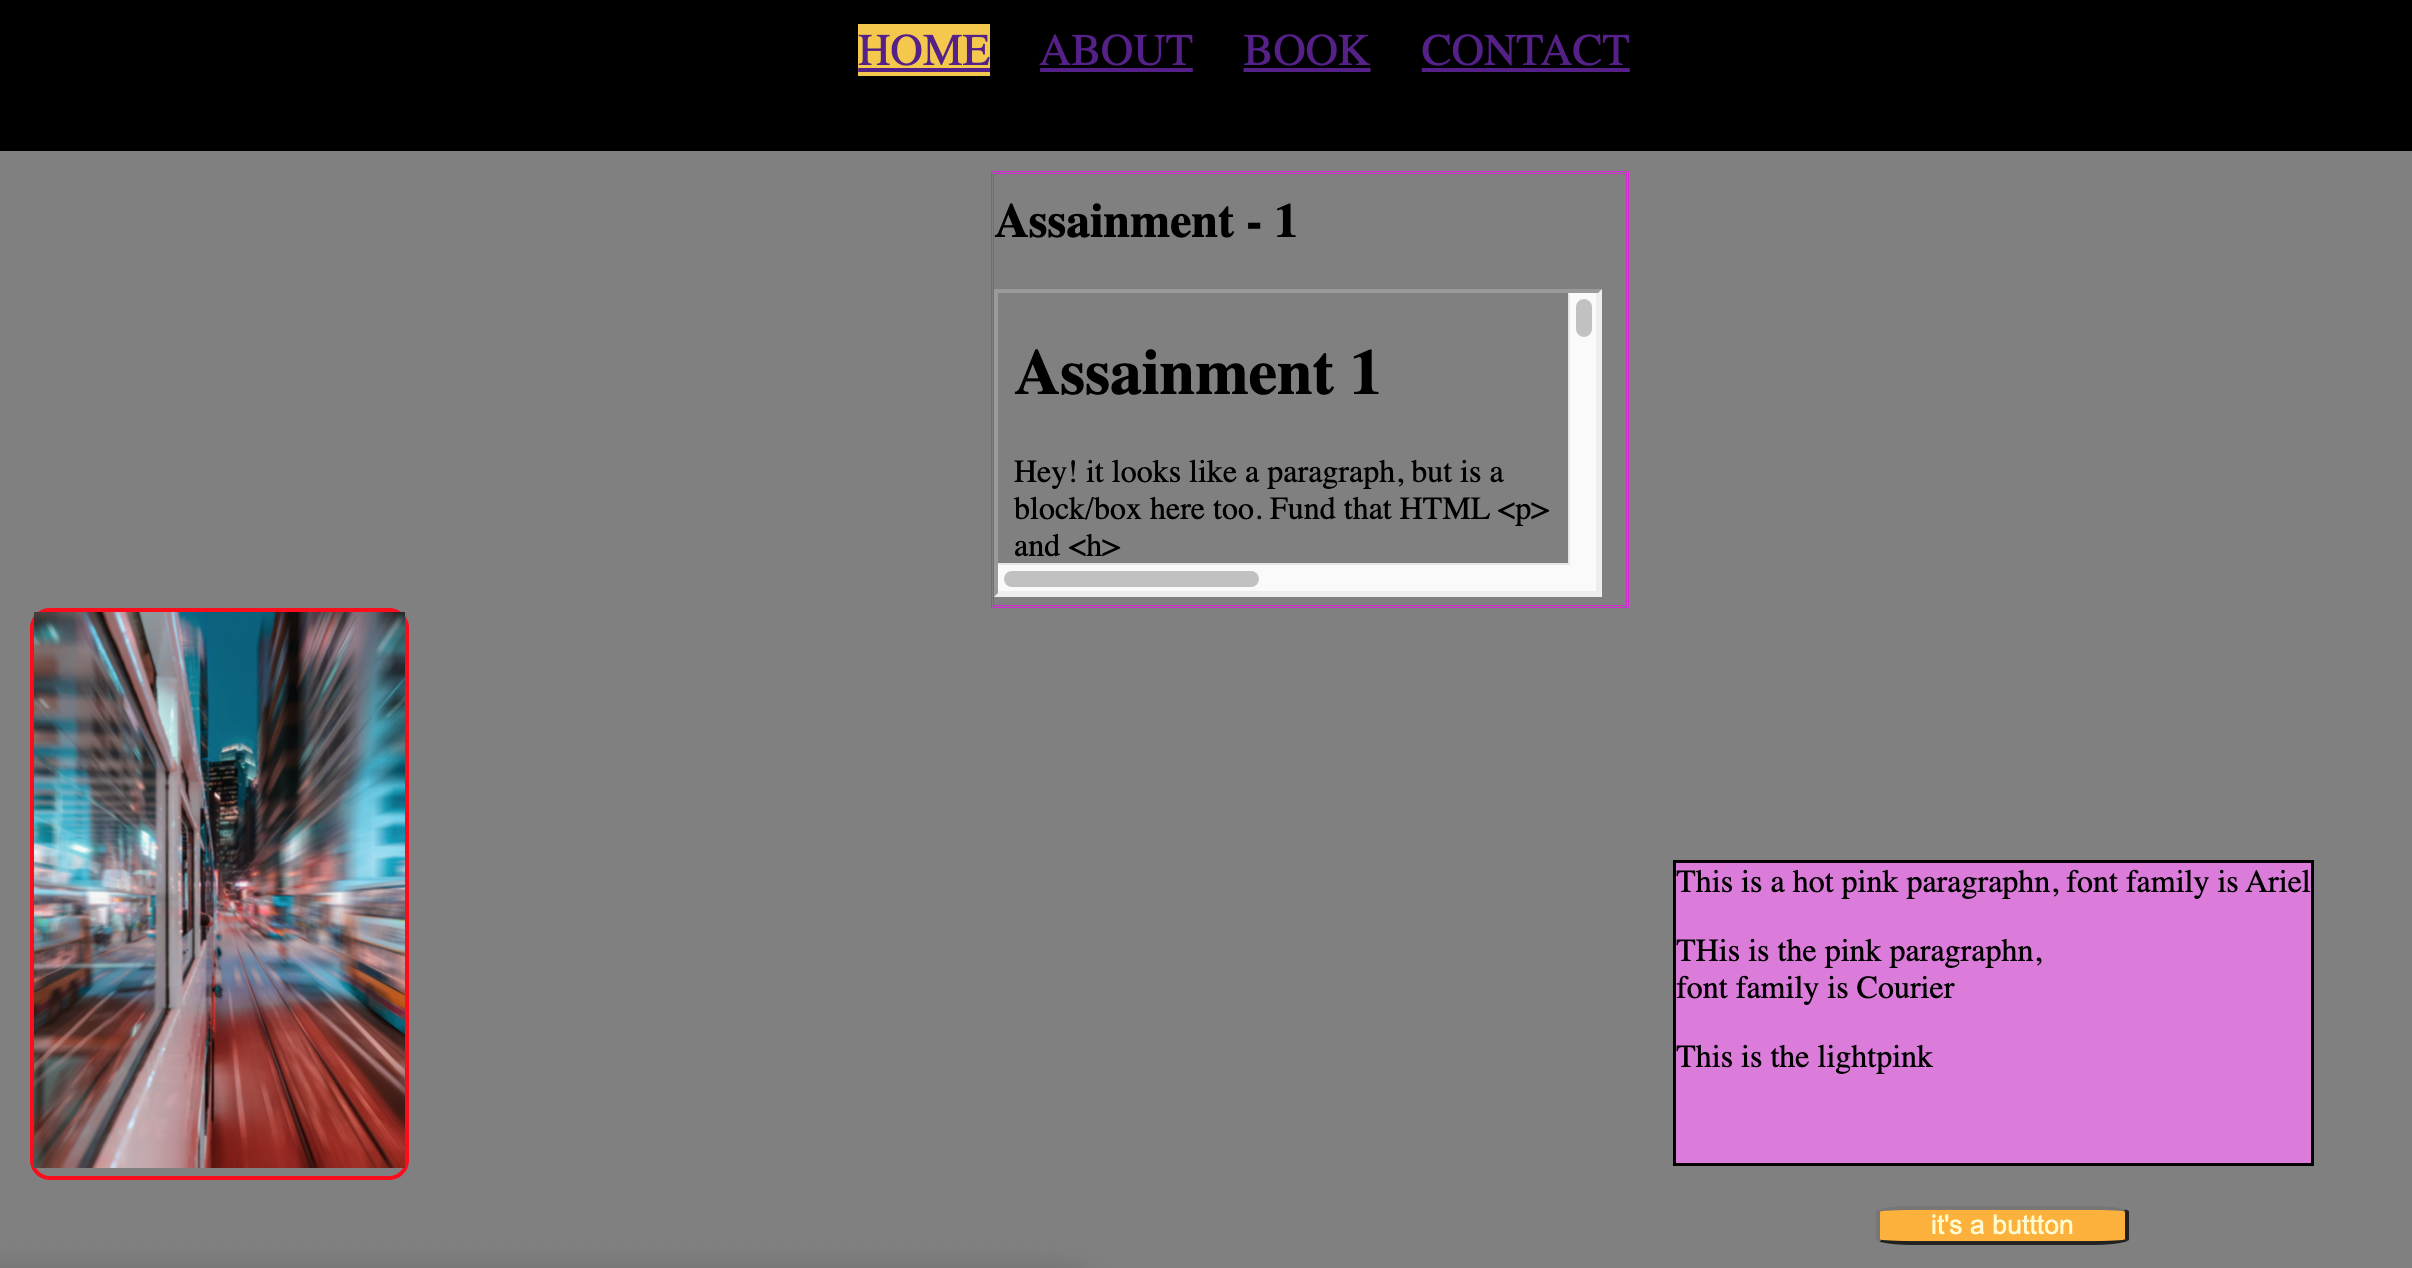 HOME ABOUT BOOK CONTACT
Assainment - 1
Assainment 1
Hey! it looks like a paragraph, but is a
block/box here too. Fund that HTML <p>
and <h>
This is a hot pink paragraphn, font family is Ariel
THis is the pink paragraphn,
font family is Courier
This is the lightpink
it's a buttton